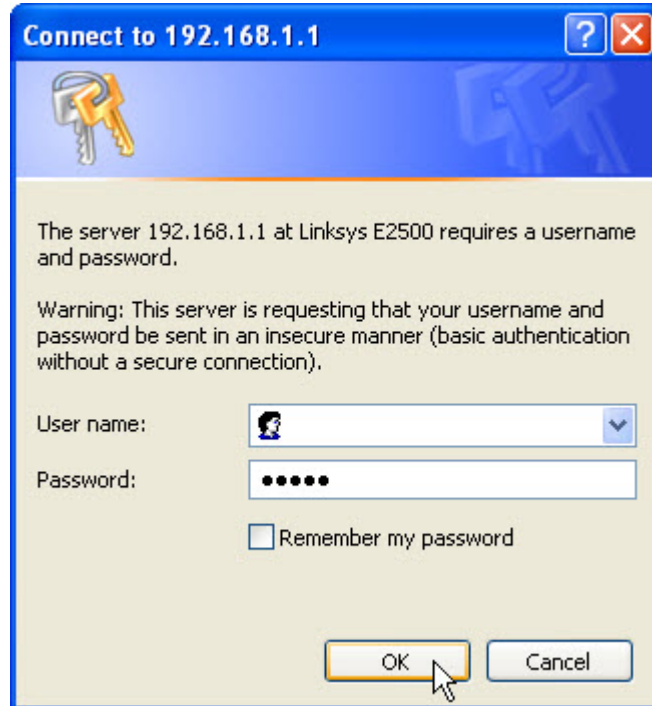 Connect to 192.168.1.1
The server 192.168.1.1 at Linksys E2500 requires a username
and password.
Warning: This server is requesting that your username and
password be sent in an insecure manner (basic authentication
without a secure connection).
User name:
Password: •••••
Remember my password
OK Cancel